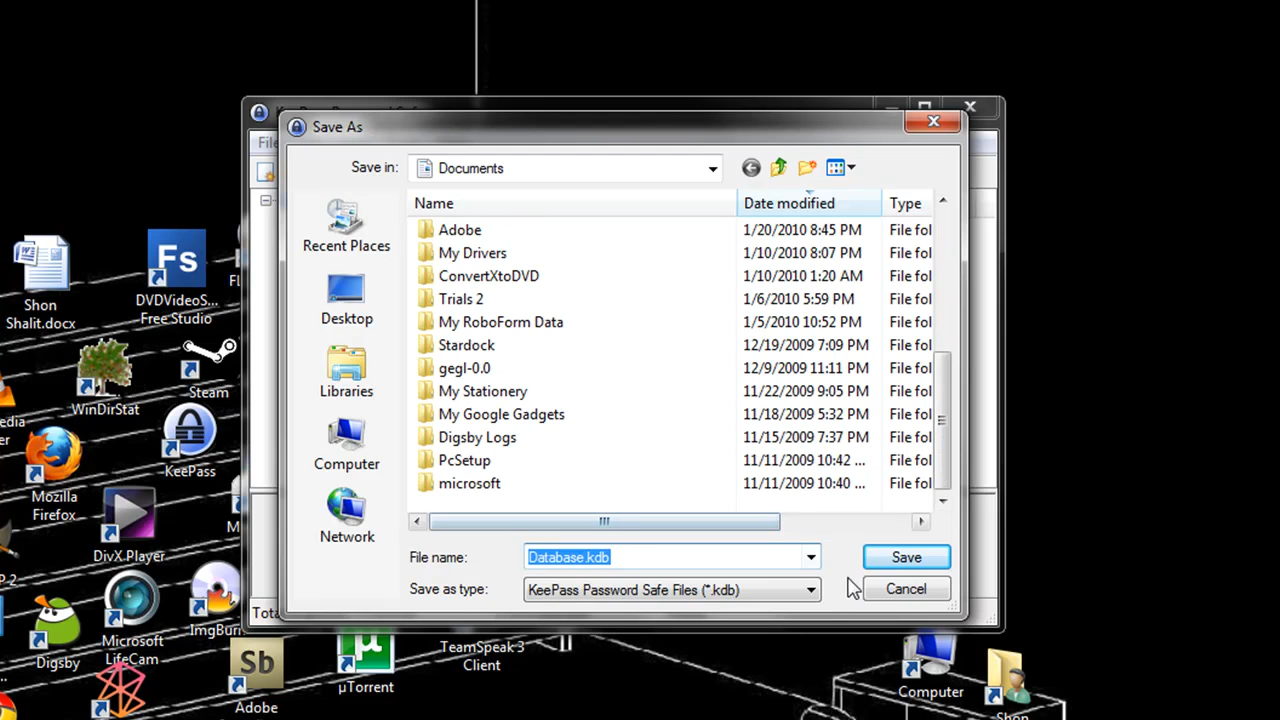 Save As
File
Save in:
Documents
Name
Date modified
Type
Adobe
1/20/2010 8:45 PM
File fol
My Drivers
1/10/2010 8:07 PM
File fol
ConvertXtoDVD
1/10/2010 1:20 AM
File fol
Trials 2
1/6/2010 5:59 PM
File fol
My RoboForm Data
1/5/2010 10:52 PM
File fol
Stardock
12/19/2009 7:09 PM
File fol
gegl-0.0
12/9/2009 11:11 PM
File fol
My Stationery
11/22/2009 9:05 PM
File fol
My Google Gadgets
11/18/2009 5:32 PM
File fol
Digsby Logs
11/15/2009 7:37 PM
File fol
PcSetup
11/11/2009 10:42 ...
File fol
microsoft
11/11/2009 10:40 ...
File fol
Recent Places
Desktop
Libraries
Computer
Network
File name:
Database.kdb
Save
Save as type:
KeePass Password Safe Files (*.kdb)
Cancel
Tota
Shon
Shalit.docx
Fs
DVDVideoS...
Free Studio
WinDirStat
Steam
KeePass
Mozilla
Firefox
DivX Player
Digsby
Microsoft
LifeCam
ImgBurn
Sb
Adobe
µ
µTorrent
TeamSpeak 3
Client
Computer
Shon